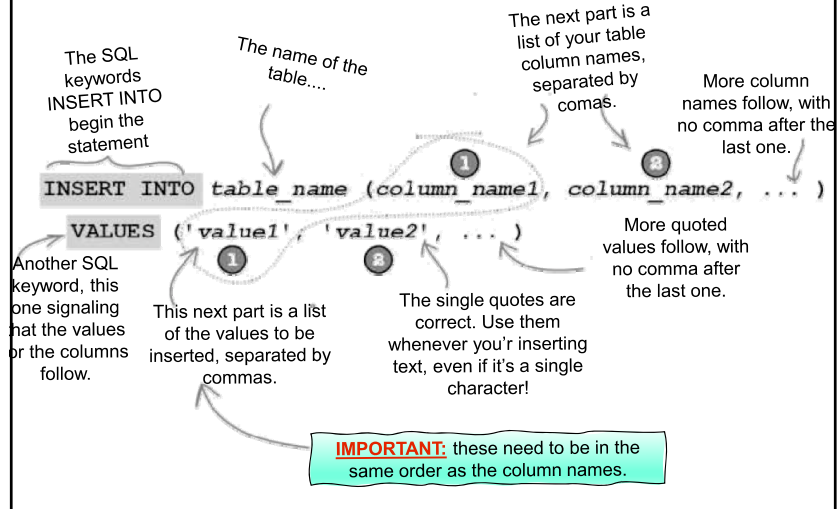 The SQL
keywords
INSERT INTO
begin the
statement
The name of the
table....
The next part is a
list of your table
column names,
separated by
comas.
More column
names follow, with
no comma after the
last one.
1
2
INSERT INTO table_name (column_name1, column_name2, ... )
VALUES ('value1', 'value2', ... )
1
2
Another SQL
keyword, this
one signaling
that the values
or the columns
follow.
This next part is a list
of the values to be
inserted, separated by
commas.
The single quotes are
correct. Use them
whenever you'r inserting
text, even if it's a single
character!
More quoted
values follow, with
no comma after
the last one.
IMPORTANT: these need to be in the
same order as the column names.